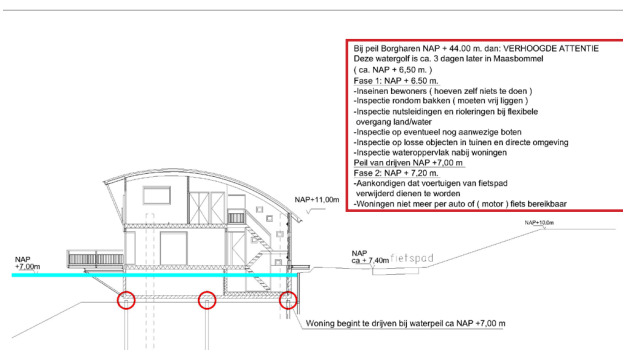 Bij peil Borgharen NAP + 44.00 m. dan: VERHOOGDE ATTENTIE
Deze watergolf is ca. 3 dagen later in Maasbommel
( ca. NAP + 6,50 m. )
Fase 1: NAP + 6.50 m.
-Inseinen bewoners ( hoeven zelf niets te doen )
-Inspectie rondom bakken ( moeten vrij liggen )
-Inspectie nutsleidingen en rioleringen bij flexibele
overgang land/water
-Inspectie op eventueel nog aanwezige boten
-Inspectie op losse objecten in tuinen en directe omgeving
-Inspectie wateroppervlak nabij woningen
Peil van drijven NAP +7,00 m
Fase 2: NAP + 7,20 m.
-Aankondigen dat voertuigen van fietspad
verwijderd dienen te worden
-Woningen niet meer per auto of ( motor ) fiets bereikbaar
NAP+11,00m
NAP+10.0m
NAP
+7,00m
NAP
ca + 7,40m
fietspad
Woning begint te drijven bij waterpeil ca NAP +7,00 m